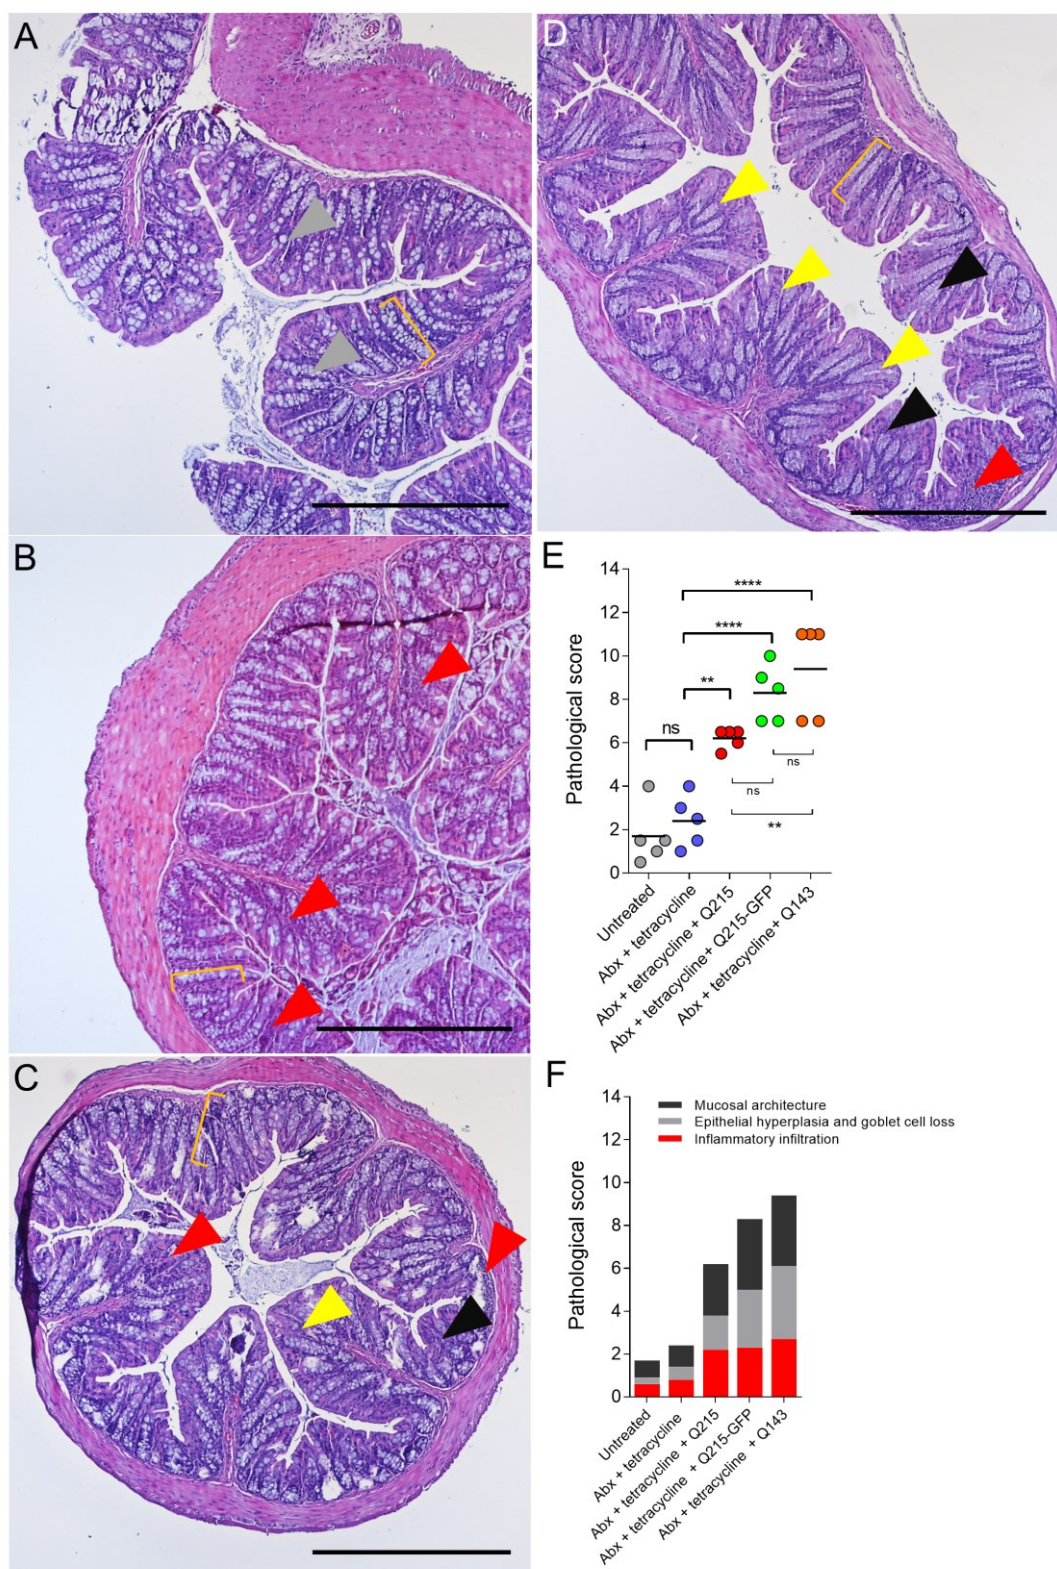 A
D
B
C
E
Pathological score
14
12
10
8
6
4
2
0
****
****
**
ns
ns
ns
**
Untreated
Abx + tetracycline
Abx + tetracycline + Q215
Abx + tetracycline+ Q215-GFP
Abx + tetracycline+ Q143
F
Pathological score
14
12
10
8
6
4
2
0
Mucosal architecture
Epithelial hyperplasia and goblet cell loss
Inflammatory infiltration
Untreated
Abx + tetracycline
Abx + tetracycline + Q215
Abx + tetracycline + Q215-GFP
Abx + tetracycline + Q143